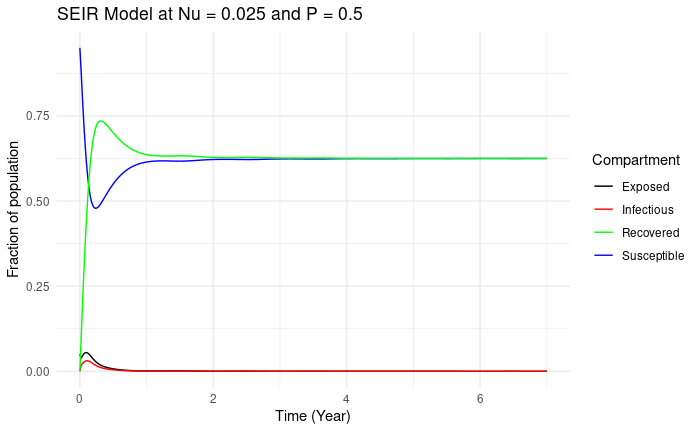 SEIR Model at Nu = 0.025 and P = 0.5
Fraction of population
0.75
0.50
0.25
0.00
0
2
4
6
Time (Year)
Compartment
Exposed
Infectious
Recovered
Susceptible